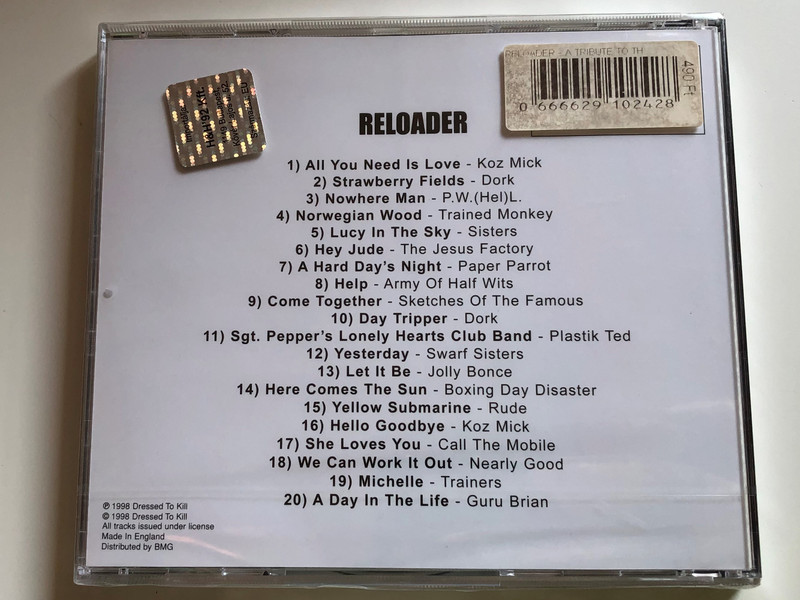 RELOADER : A TRIBUTE TO TH
490 Ft
0 666629 102428
H&H'92 Kft.
RELOADER
1) All You Need Is Love - Koz Mick
2) Strawberry Fields - Dork
3) Nowhere Man - P.W.(Hel)L.
4) Norwegian Wood - Trained Monkey
5) Lucy In The Sky - Sisters
6) Hey Jude - The Jesus Factory
7) A Hard Day's Night - Paper Parrot
8) Help - Army Of Half Wits
9) Come Together - Sketches Of The Famous
10) Day Tripper - Dork
11) Sgt. Pepper's Lonely Hearts Club Band - Plastik Ted
12) Yesterday - Swarf Sisters
13) Let It Be - Jolly Bonce
14) Here Comes The Sun - Boxing Day Disaster
15) Yellow Submarine - Rude
16) Hello Goodbye - Koz Mick
17) She Loves You - Call The Mobile
18) We Can Work It Out - Nearly Good
19) Michelle - Trainers
20) A Day In The Life - Guru Brian
℗ 1998 Dressed To Kill
© 1998 Dressed To Kill
All tracks issued under license
Made In England
Distributed by BMG